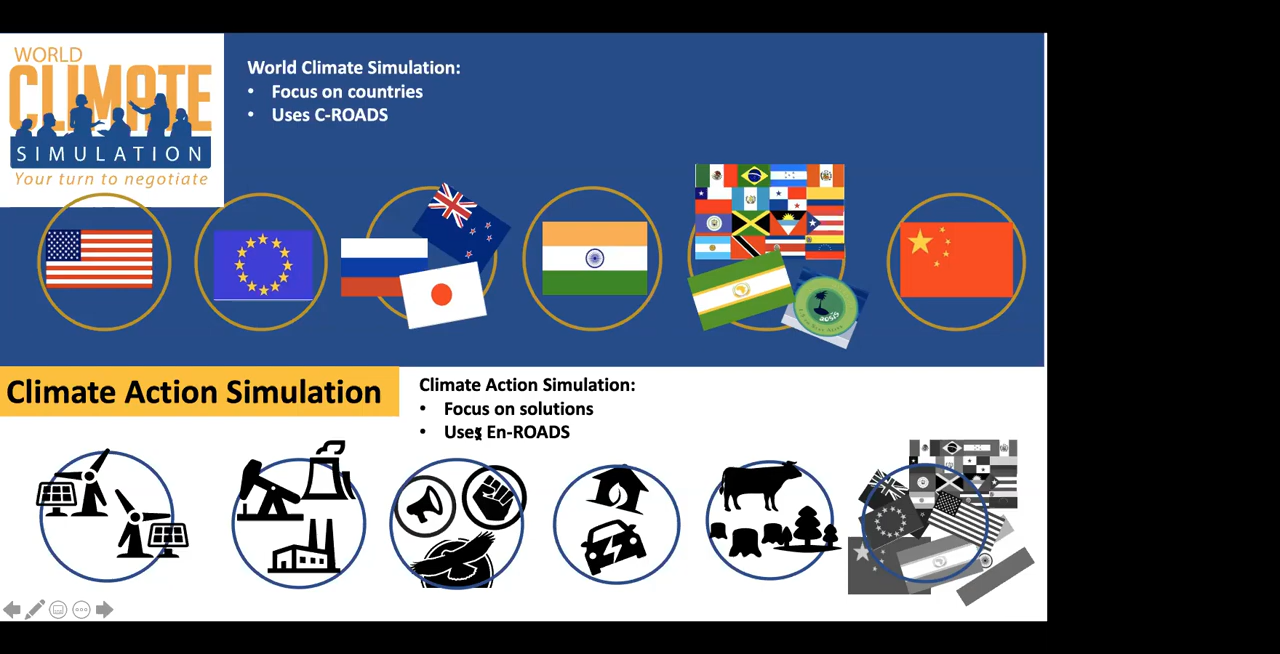 WORLD
CLIMATE
SIMULATION
Your turn to negotiate
World Climate Simulation:
• Focus on countries
• Uses C-ROADS
aosis
Climate Action Simulation
Climate Action Simulation:
• Focus on solutions
• Uses En-ROADS